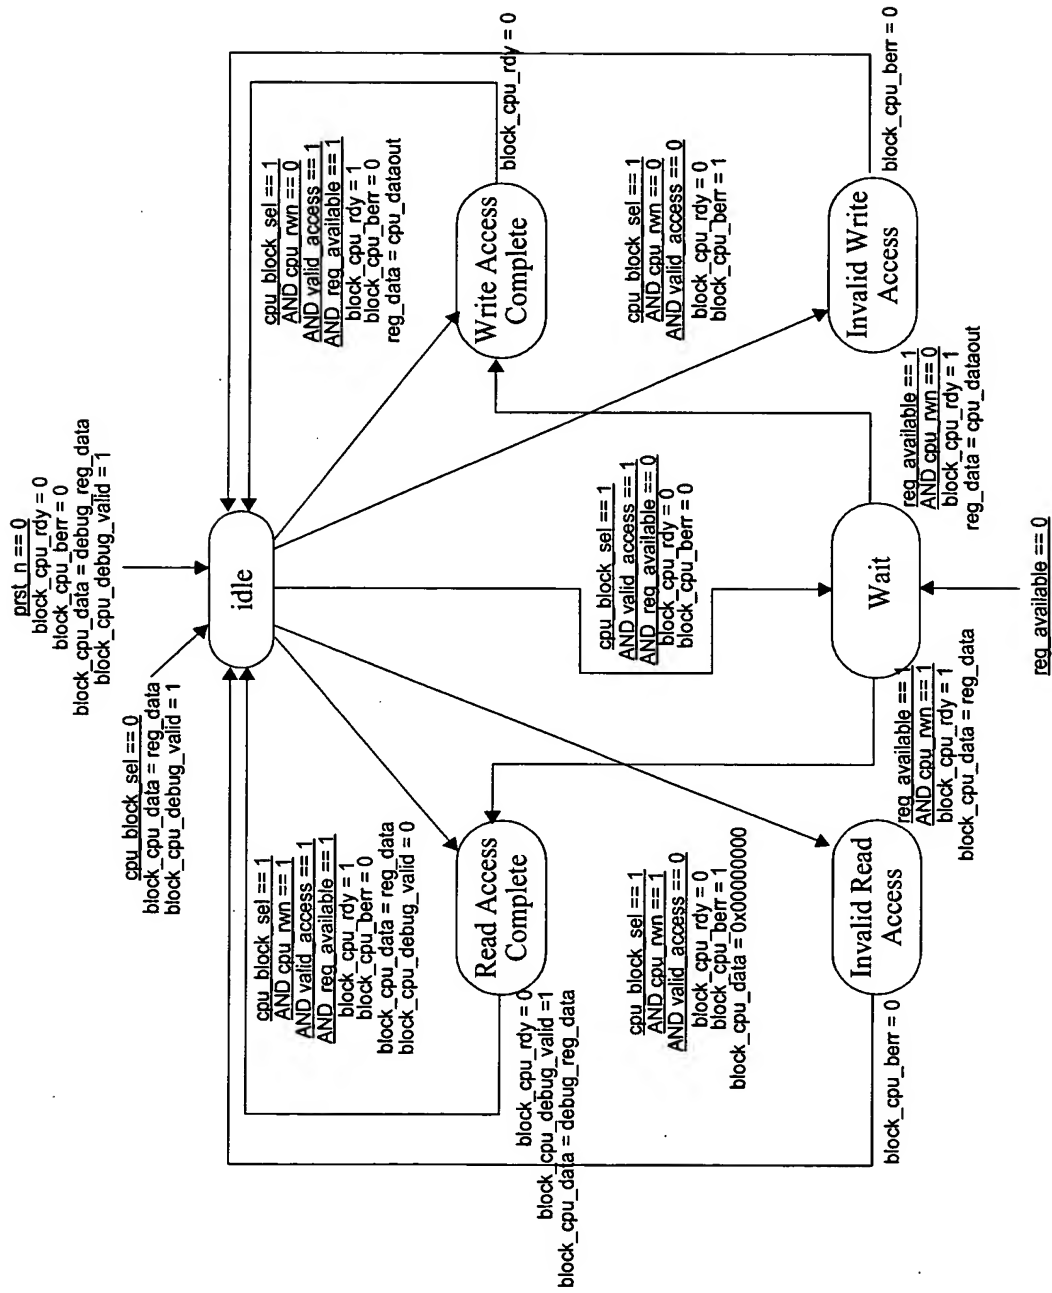 prst_n == 0
block_cpu_rdy = 0
block_cpu_berr = 0
block_cpu_data = debug_reg_data
block_cpu_debug_valid = 1
cpu_block_sel == 0
block_cpu_data = reg_data
block_cpu_debug_valid = 1
idle
cpu_block_sel == 1
AND cpu_rwn == 1
AND valid_access == 1
AND reg_available == 1
block_cpu_rdy = 1
block_cpu_berr = 0
block_cpu_data = reg_data
block_cpu_debug_valid = 0
cpu_block_sel == 1
AND cpu_rwn == 0
AND valid_access == 1
AND reg_available == 1
block_cpu_rdy = 1
block_cpu_berr = 0
reg_data = cpu_dataout
Read Access
Complete
block_cpu_rdy = 0
block_cpu_debug_valid =1
block_cpu_data = debug_reg_data
Write Access
Complete
block_cpu_rdy = 0
cpu_block_sel == 1
AND cpu_rwn == 1
AND valid_access == 0
block_cpu_rdy = 0
block_cpu_berr = 1
block_cpu_data = 0x00000000
cpu_block_sel == 1
AND valid_access == 1
AND reg_available == 0
block_cpu_rdy = 0
block_cpu_berr = 0
cpu_block_sel == 1
AND cpu_rwn == 0
AND valid_access == 0
block_cpu_rdy = 0
block_cpu_berr = 1
Invalid Read
Access
block_cpu_berr = 0
Wait
Invalid Write
Access
block_cpu_berr = 0
reg_available == 1
AND cpu_rwn == 1
block_cpu_rdy = 1
block_cpu_data = reg_data
reg_available == 1
AND cpu_rwn == 0
block_cpu_rdy = 1
reg_data = cpu_dataout
reg_available == 0